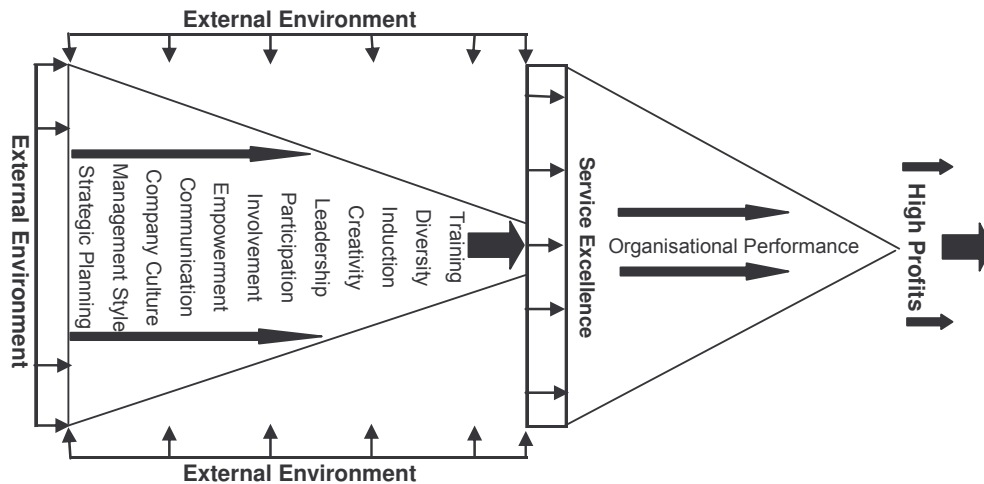 External Environment
External Environment
Strategic Planning
Management Style
Company Culture
Communication
Empowerment
Involvement
Participation
Leadership
Creativity
Induction
Diversity
Training
Service Excellence
Organisational Performance
High Profits
External Environment